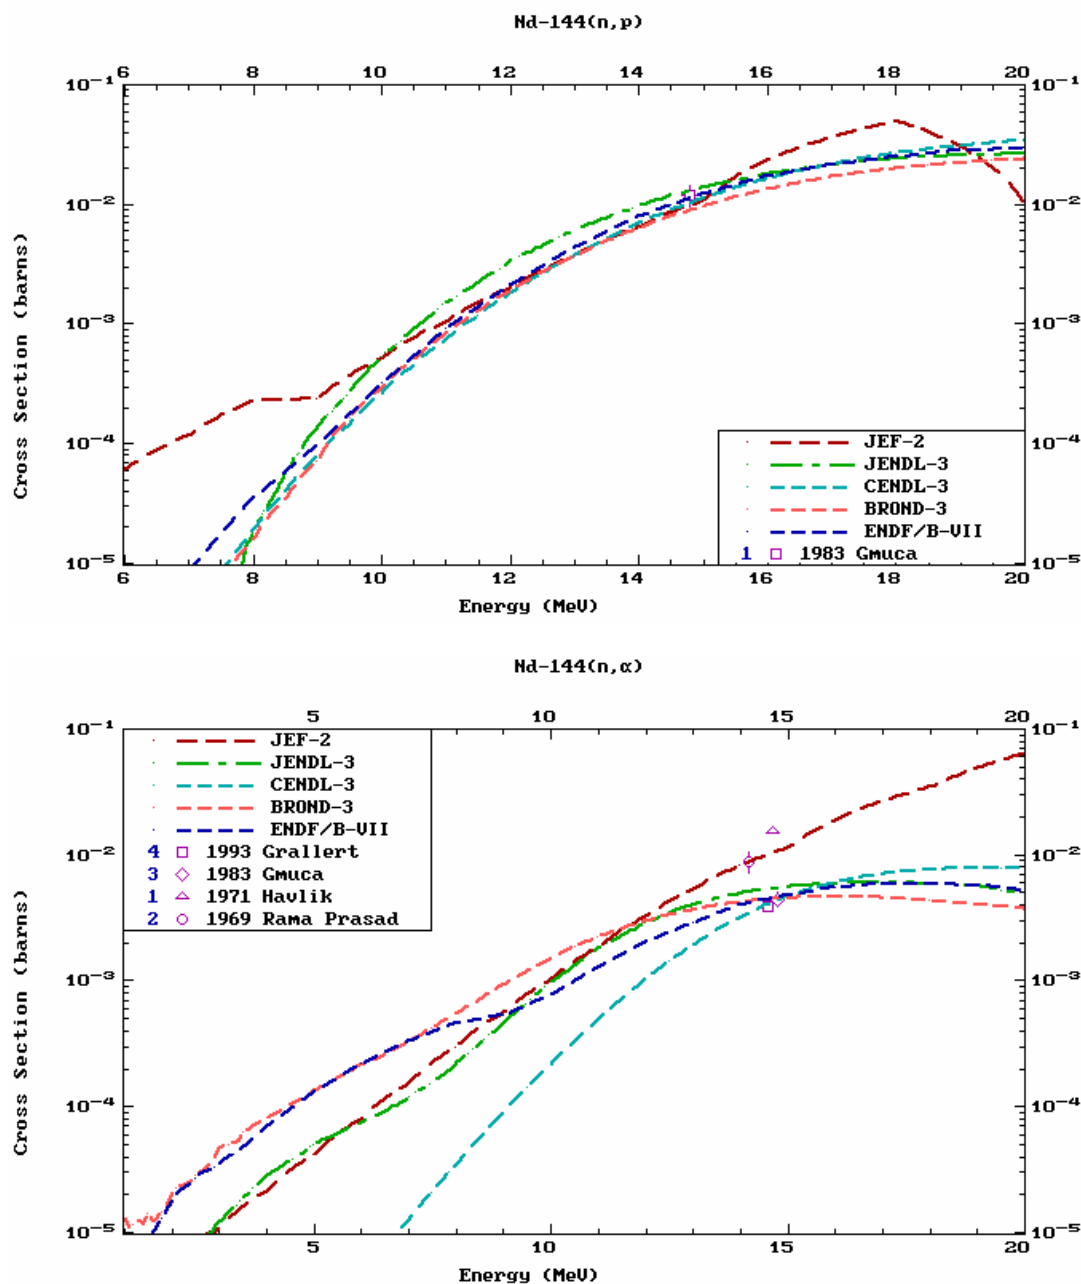 Nd-144(n,p)
6 8 10 12 14 16 18 20
10⁻¹ 10⁻¹
10⁻² 10⁻²
10⁻³ 10⁻³
10⁻⁴ 10⁻⁴
10⁻⁵ 10⁻⁵
Cross Section (barns)
JEF-2
JENDL-3
CENDL-3
BROND-3
ENDF/B-VII
1 1983 Gmuca
6 8 10 12 14 16 18 20
Energy (MeV)
Nd-144(n,α)
5 10 15 20
10⁻¹ 10⁻¹
10⁻² 10⁻²
10⁻³ 10⁻³
10⁻⁴ 10⁻⁴
10⁻⁵ 10⁻⁵
Cross Section (barns)
JEF-2
JENDL-3
CENDL-3
BROND-3
ENDF/B-VII
4 1993 Grallert
3 1983 Gmuca
1 1971 Havlik
2 1969 Rama Prasad
5 10 15 20
Energy (MeV)